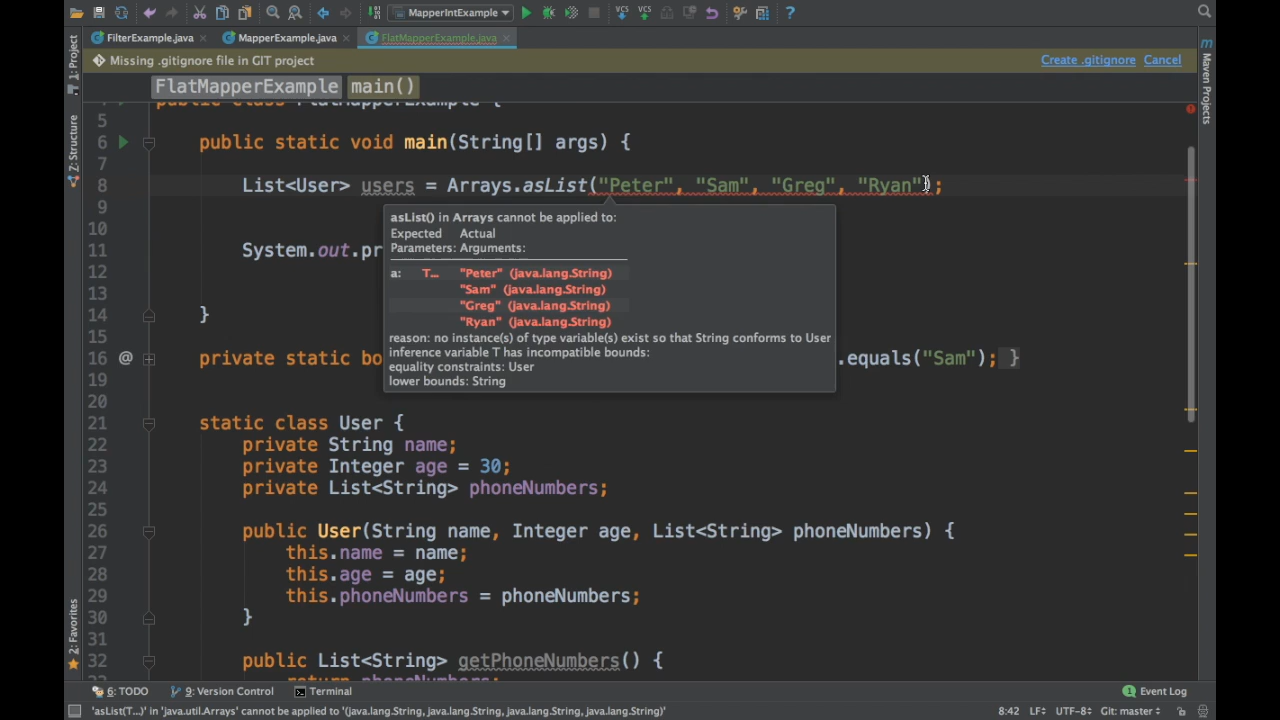 MapperIntExample
VCS VCS
FilterExample.java
MapperExample.java
FlatMapperExample.java
Missing .gitignore file in GIT project
Create .gitignore Cancel
FlatMapperExample main()
public class FlatMapperExample {
5
6 public static void main(String[] args) {
7
8 List<User> users = Arrays.asList("Peter", "Sam", "Greg", "Ryan");
9
10
11 System.out.pr
12
13
14 }
15
16 @ private static bo .equals("Sam"); }
19
20
21 static class User {
22 private String name;
23 private Integer age = 30;
24 private List<String> phoneNumbers;
25
26 public User(String name, Integer age, List<String> phoneNumbers) {
27 this.name = name;
28 this.age = age;
29 this.phoneNumbers = phoneNumbers;
30 }
31
32 public List<String> getPhoneNumbers() {
return phoneNumbers;
asList() in Arrays cannot be applied to:
Expected Actual
Parameters: Arguments:
a: T... "Peter" (java.lang.String)
"Sam" (java.lang.String)
"Greg" (java.lang.String)
"Ryan" (java.lang.String)
reason: no instance(s) of type variable(s) exist so that String conforms to User
inference variable T has incompatible bounds:
equality constraints: User
lower bounds: String
1: Project
7: Structure
2: Favorites
Maven Projects
6: TODO 9: Version Control Terminal
1 Event Log
'asList(T...)' in 'java.util.Arrays' cannot be applied to '(java.lang.String, java.lang.String, java.lang.String, java.lang.String)'
8:42 LF÷ UTF-8÷ Git: master÷